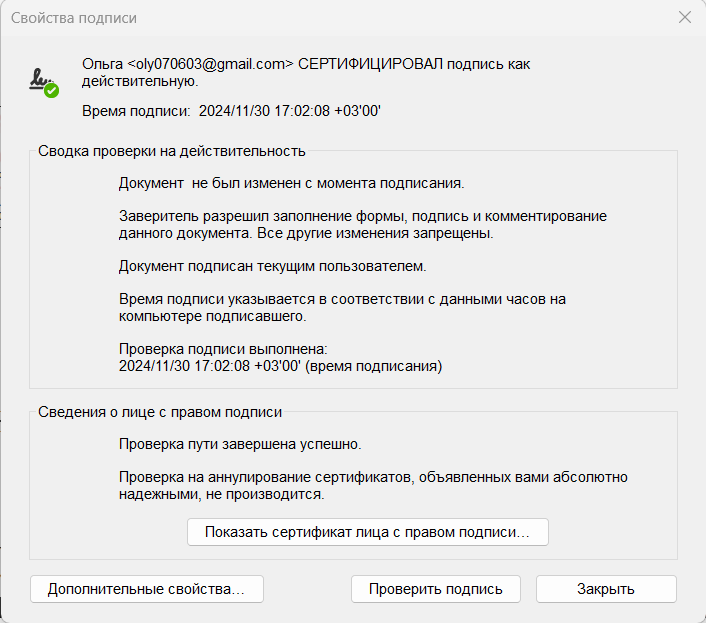 Свойства подписи
Ольга <oly070603@gmail.com> СЕРТИФИЦИРОВАЛ подпись как
действительную.
Время подписи:  2024/11/30 17:02:08 +03'00'
Сводка проверки на действительность
Документ  не был изменен с момента подписания.
Заверитель разрешил заполнение формы, подпись и комментирование
данного документа. Все другие изменения запрещены.
Документ подписан текущим пользователем.
Время подписи указывается в соответствии с данными часов на
компьютере подписавшего.
Проверка подписи выполнена:
2024/11/30 17:02:08 +03'00' (время подписания)
Сведения о лице с правом подписи
Проверка пути завершена успешно.
Проверка на аннулирование сертификатов, объявленных вами абсолютно
надежными, не производится.
Показать сертификат лица с правом подписи...
Дополнительные свойства... Проверить подпись Закрыть